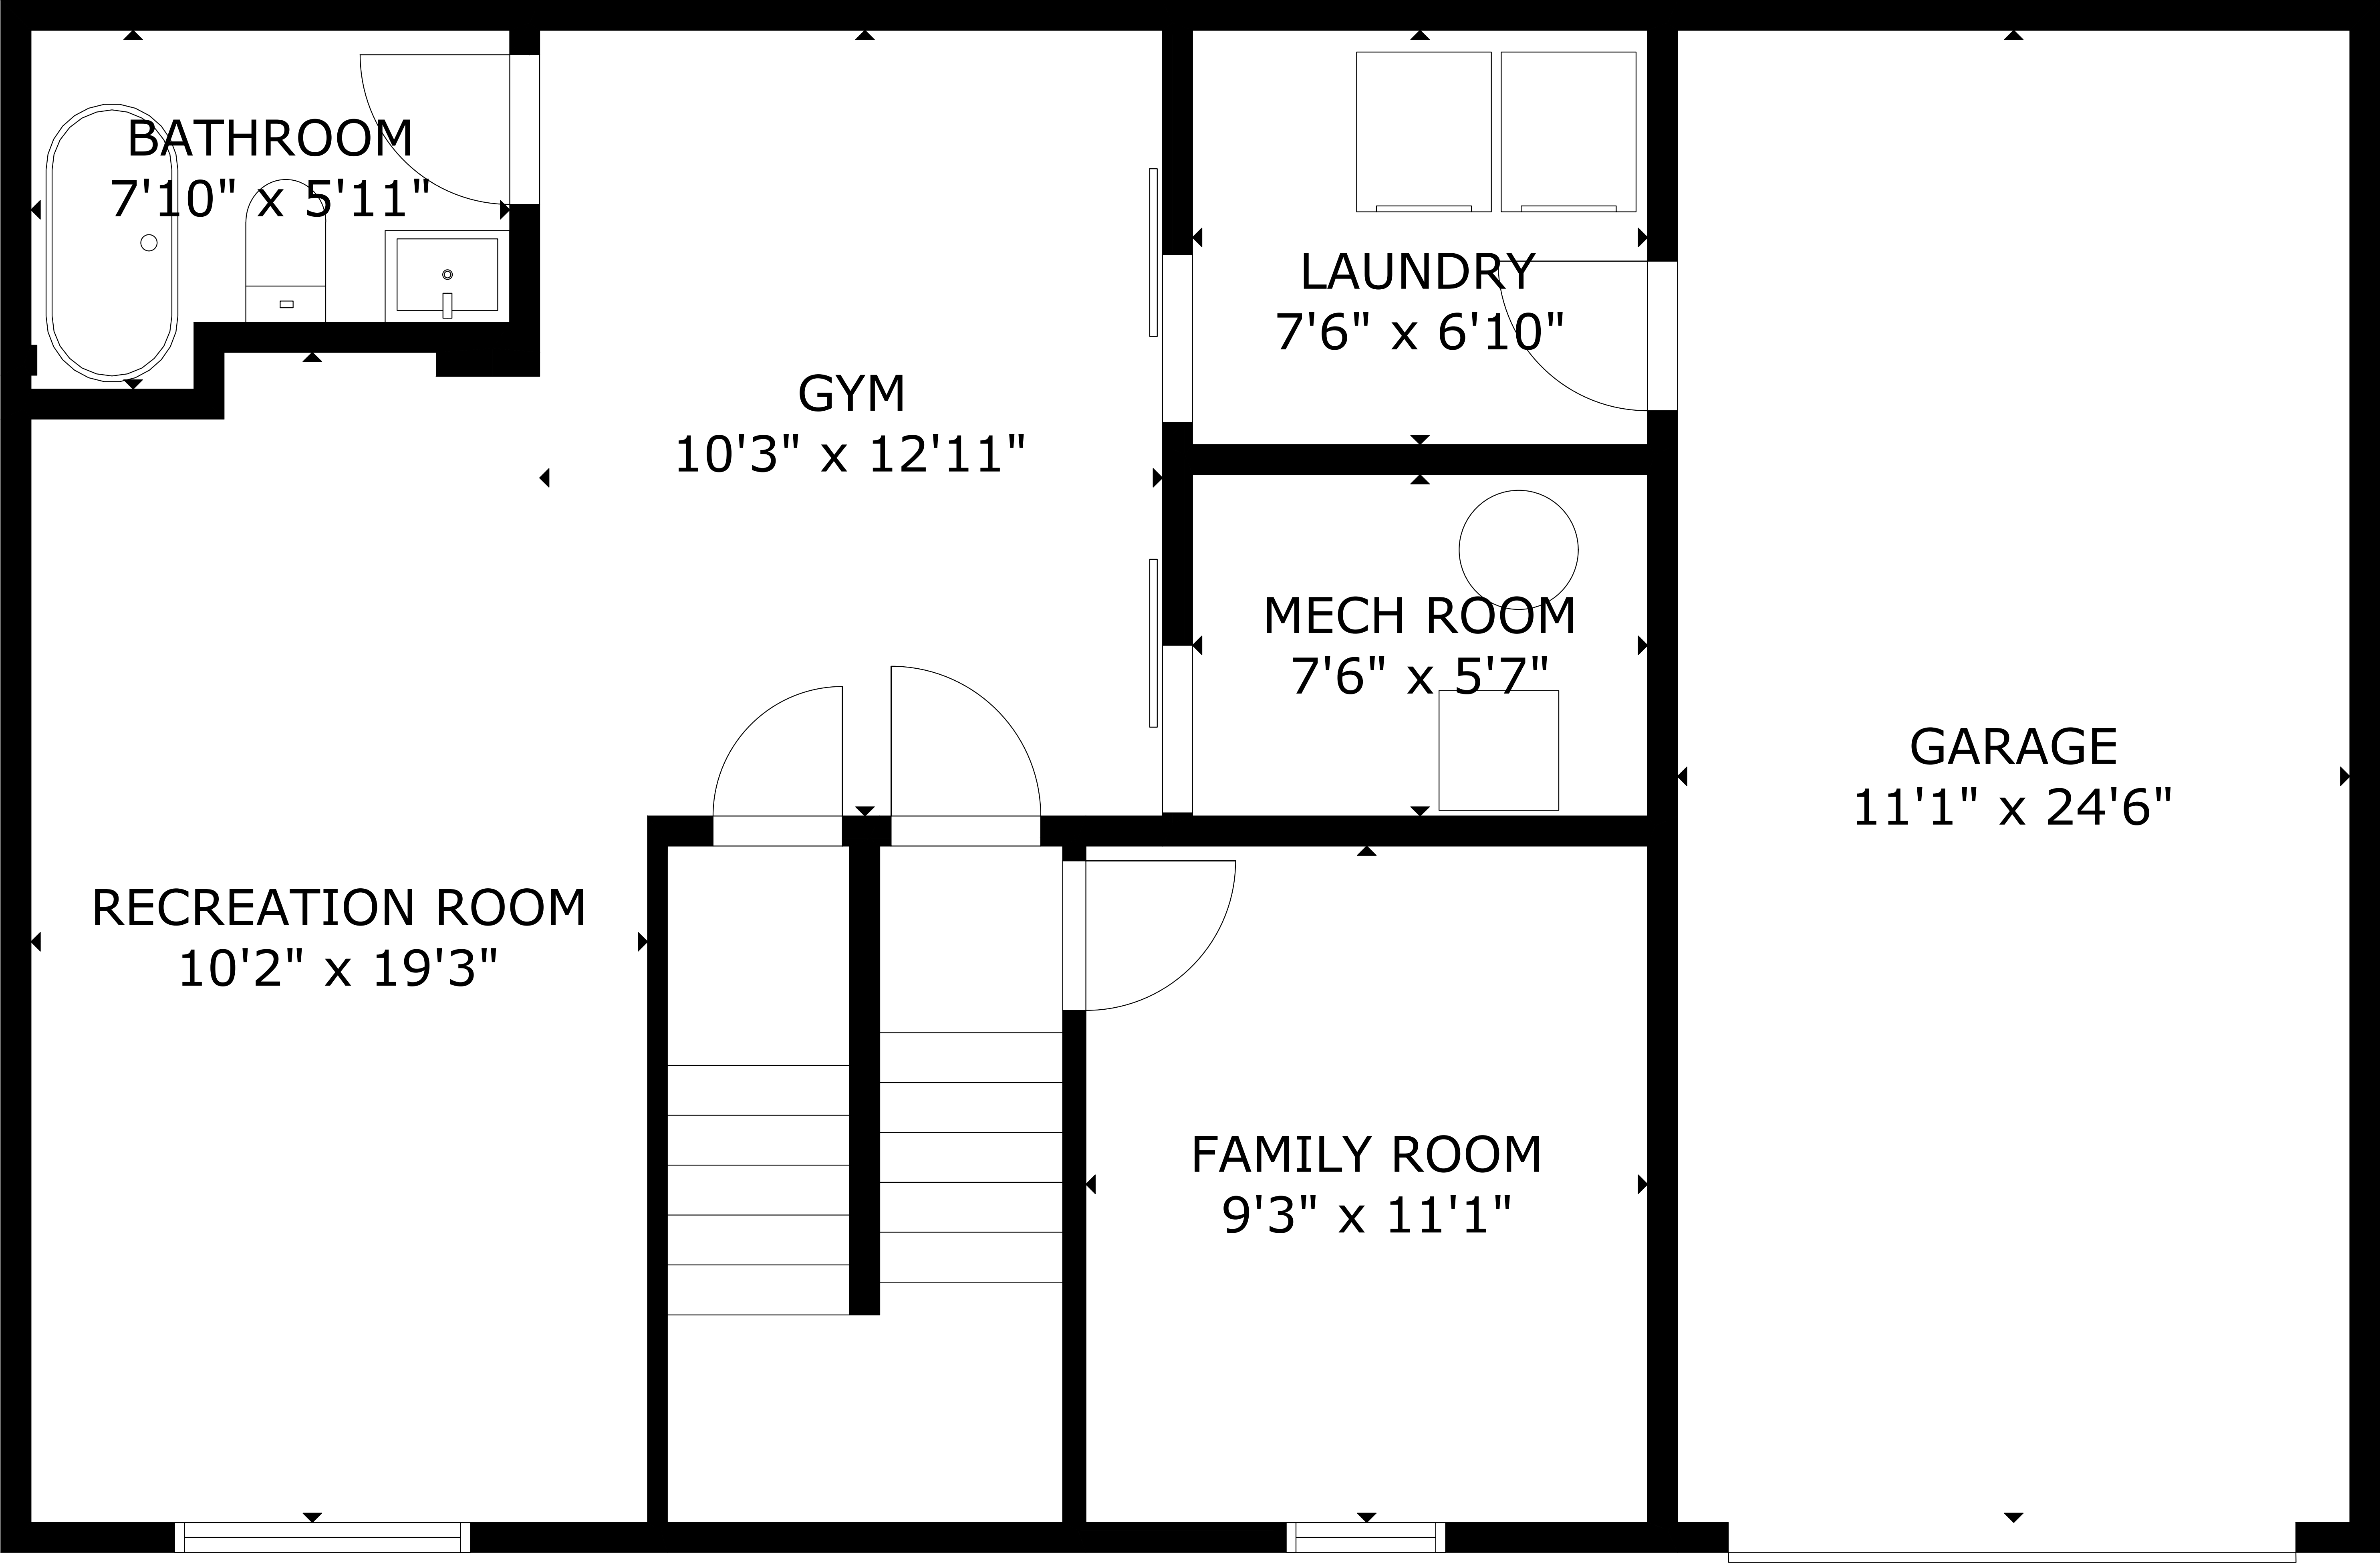 BATHROOM
7'10" x 5'11"
LAUNDRY
7'6" x 6'10"
GYM
10'3" x 12'11"
MECH ROOM
7'6" x 5'7"
GARAGE
11'1" x 24'6"
RECREATION ROOM
10'2" x 19'3"
FAMILY ROOM
9'3" x 11'1"